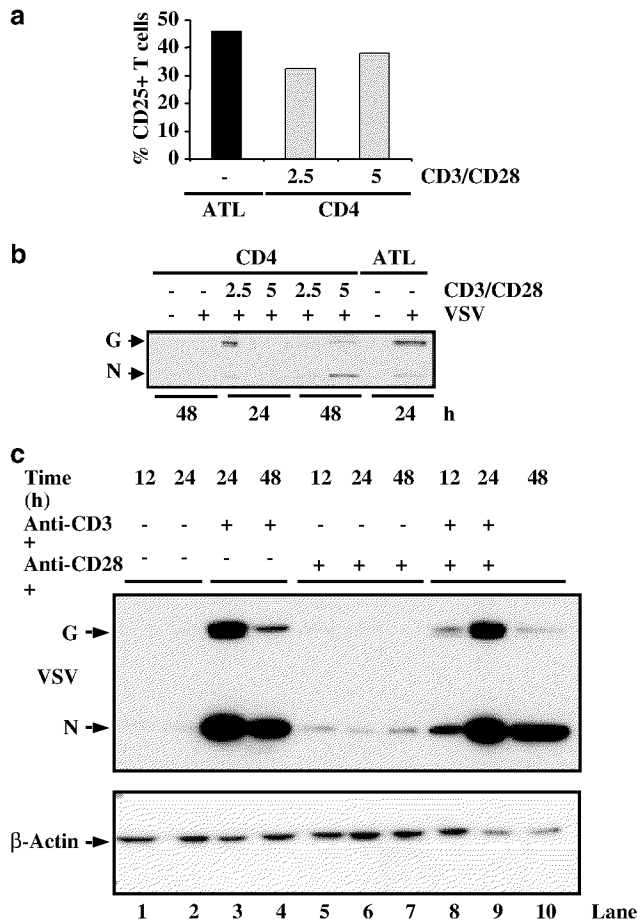 a
50
40
30
20
10
0
% CD25+ T cells
- 2.5 5 CD3/CD28
ATL CD4
b
CD4 ATL
- - 2.5 5 2.5 5 - - CD3/CD28
- + + + + + - + VSV
G
N
48 24 48 24 h
c
Time 12 24 24 48 12 24 48 12 24 48
(h)
Anti-CD3 - - + + - - - + +
+
Anti-CD28 - - - - + + + + +
+
G
VSV
N
β-Actin
1 2 3 4 5 6 7 8 9 10 Lane